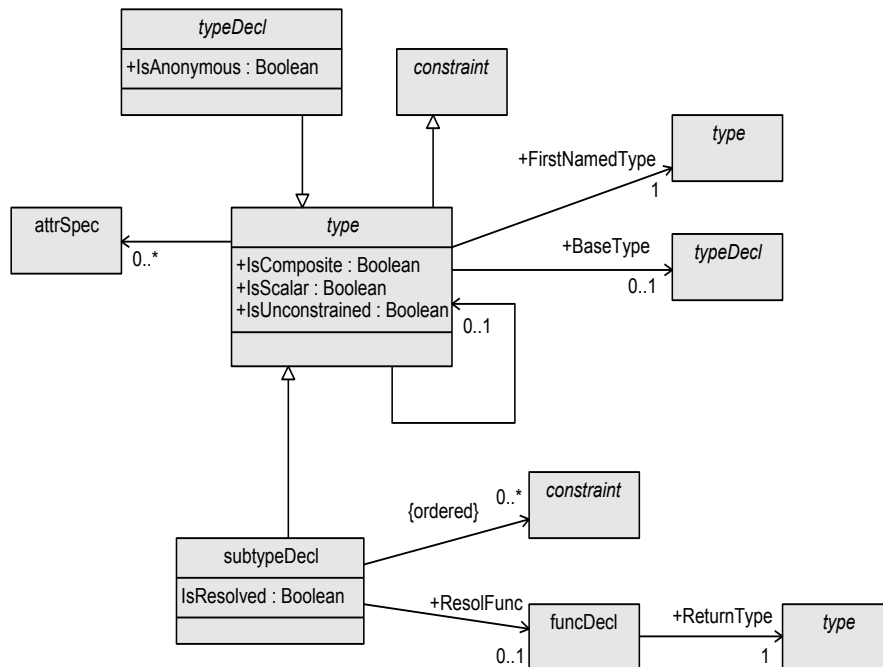 typeDecl
+IsAnonymous : Boolean
constraint
+FirstNamedType
type
1
attrSpec
0..*
type
+IsComposite : Boolean
+IsScalar : Boolean
+IsUnconstrained : Boolean
+BaseType
typeDecl
0..1
0..1
{ordered}
0..*
constraint
subtypeDecl
IsResolved : Boolean
+ResolFunc
funcDecl
0..1
+ReturnType
type
1